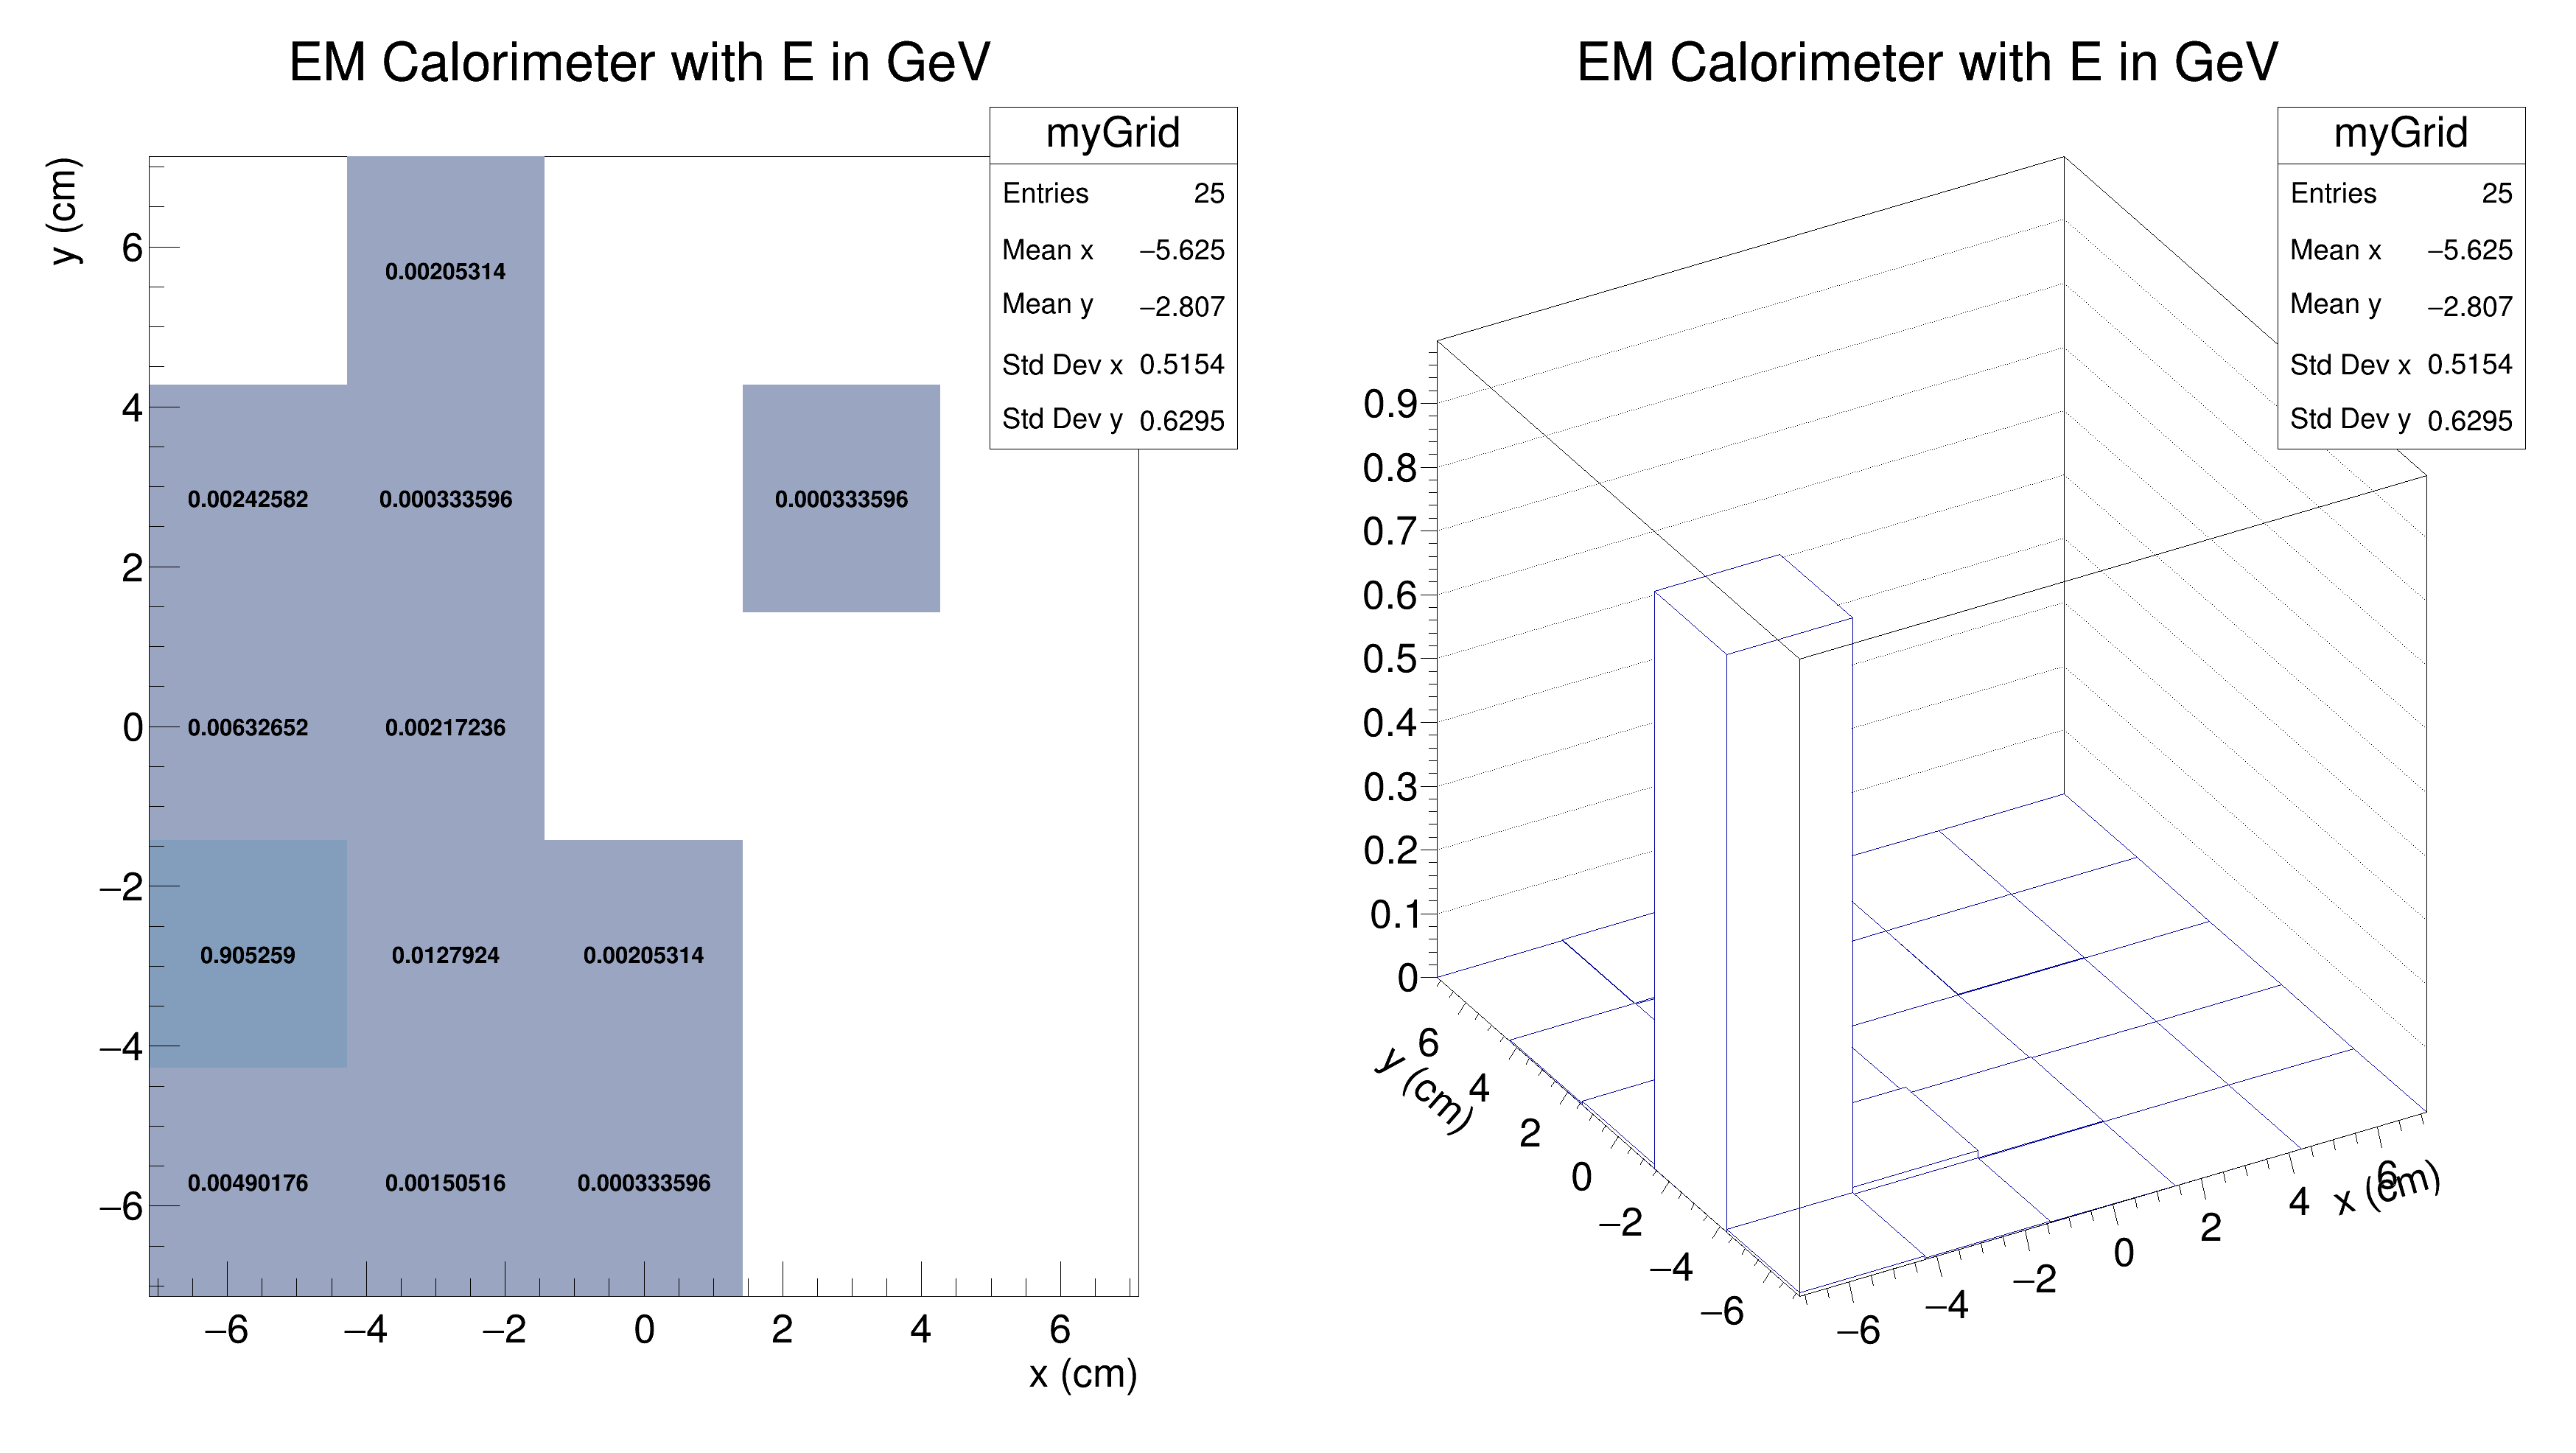 EM Calorimeter with E in GeV
myGrid
Entries 25
Mean x −5.625
Mean y −2.807
Std Dev x 0.5154
Std Dev y 0.6295
y (cm)
6
4
2
0
−2
−4
−6
0.00205314
0.00242582 0.000333596 0.000333596
0.00632652 0.00217236
0.905259 0.0127924 0.00205314
0.00490176 0.00150516 0.000333596
−6 −4 −2 0 2 4 6
x (cm)
EM Calorimeter with E in GeV
myGrid
Entries 25
Mean x −5.625
Mean y −2.807
Std Dev x 0.5154
Std Dev y 0.6295
0.9
0.8
0.7
0.6
0.5
0.4
0.3
0.2
0.1
0
y (cm)
6
4
2
0
−2
−4
−6
−6 −4 −2 0 2 4 6
x (cm)